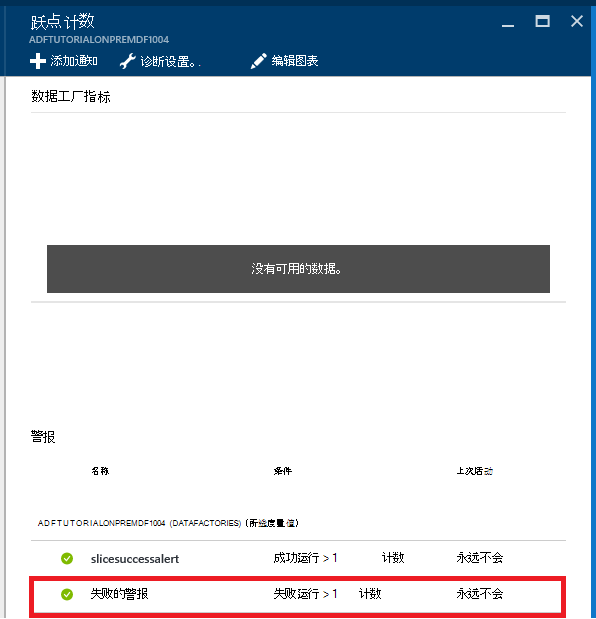 跃点计数
ADFTUTORIALONPREMDF1004
添加通知 诊断设置. . 编辑图表
数据工厂指标
没有可用的数据。
警报
名称 条件 上次活动
ADFTUTORIALONPREMDF1004 (DATAFACTORIES) (所 度量值)
slicesuccessalert 成功运行 > 1 计数 永远不会
失败的警报 失败运行 > 1 计数 永远不会